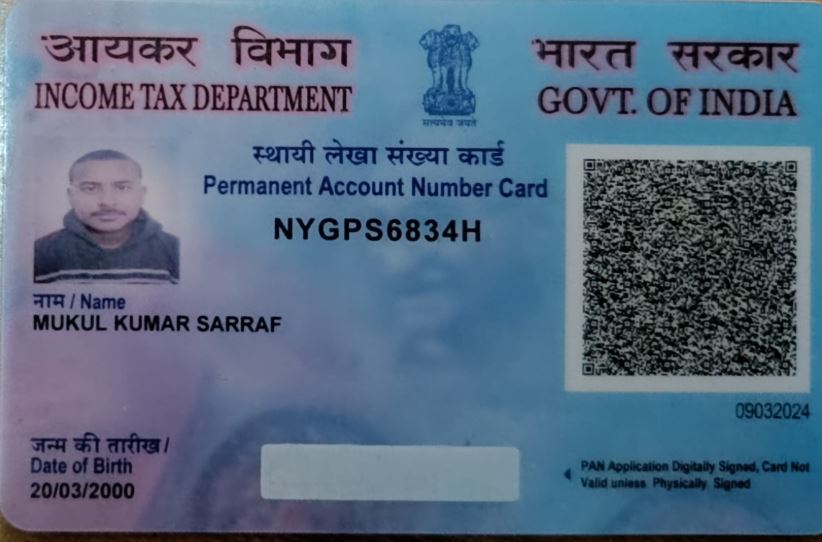 आयकर विभाग
INCOME TAX DEPARTMENT
सत्यमेव जयते
भारत सरकार
GOVT. OF INDIA
स्थायी लेखा संख्या कार्ड
Permanent Account Number Card
NYGPS6834H
नाम / Name
MUKUL KUMAR SARRAF
09032024
जन्म की तारीख /
Date of Birth
20/03/2000
PAN Application Digitally Signed, Card Not
Valid unless Physically Signed